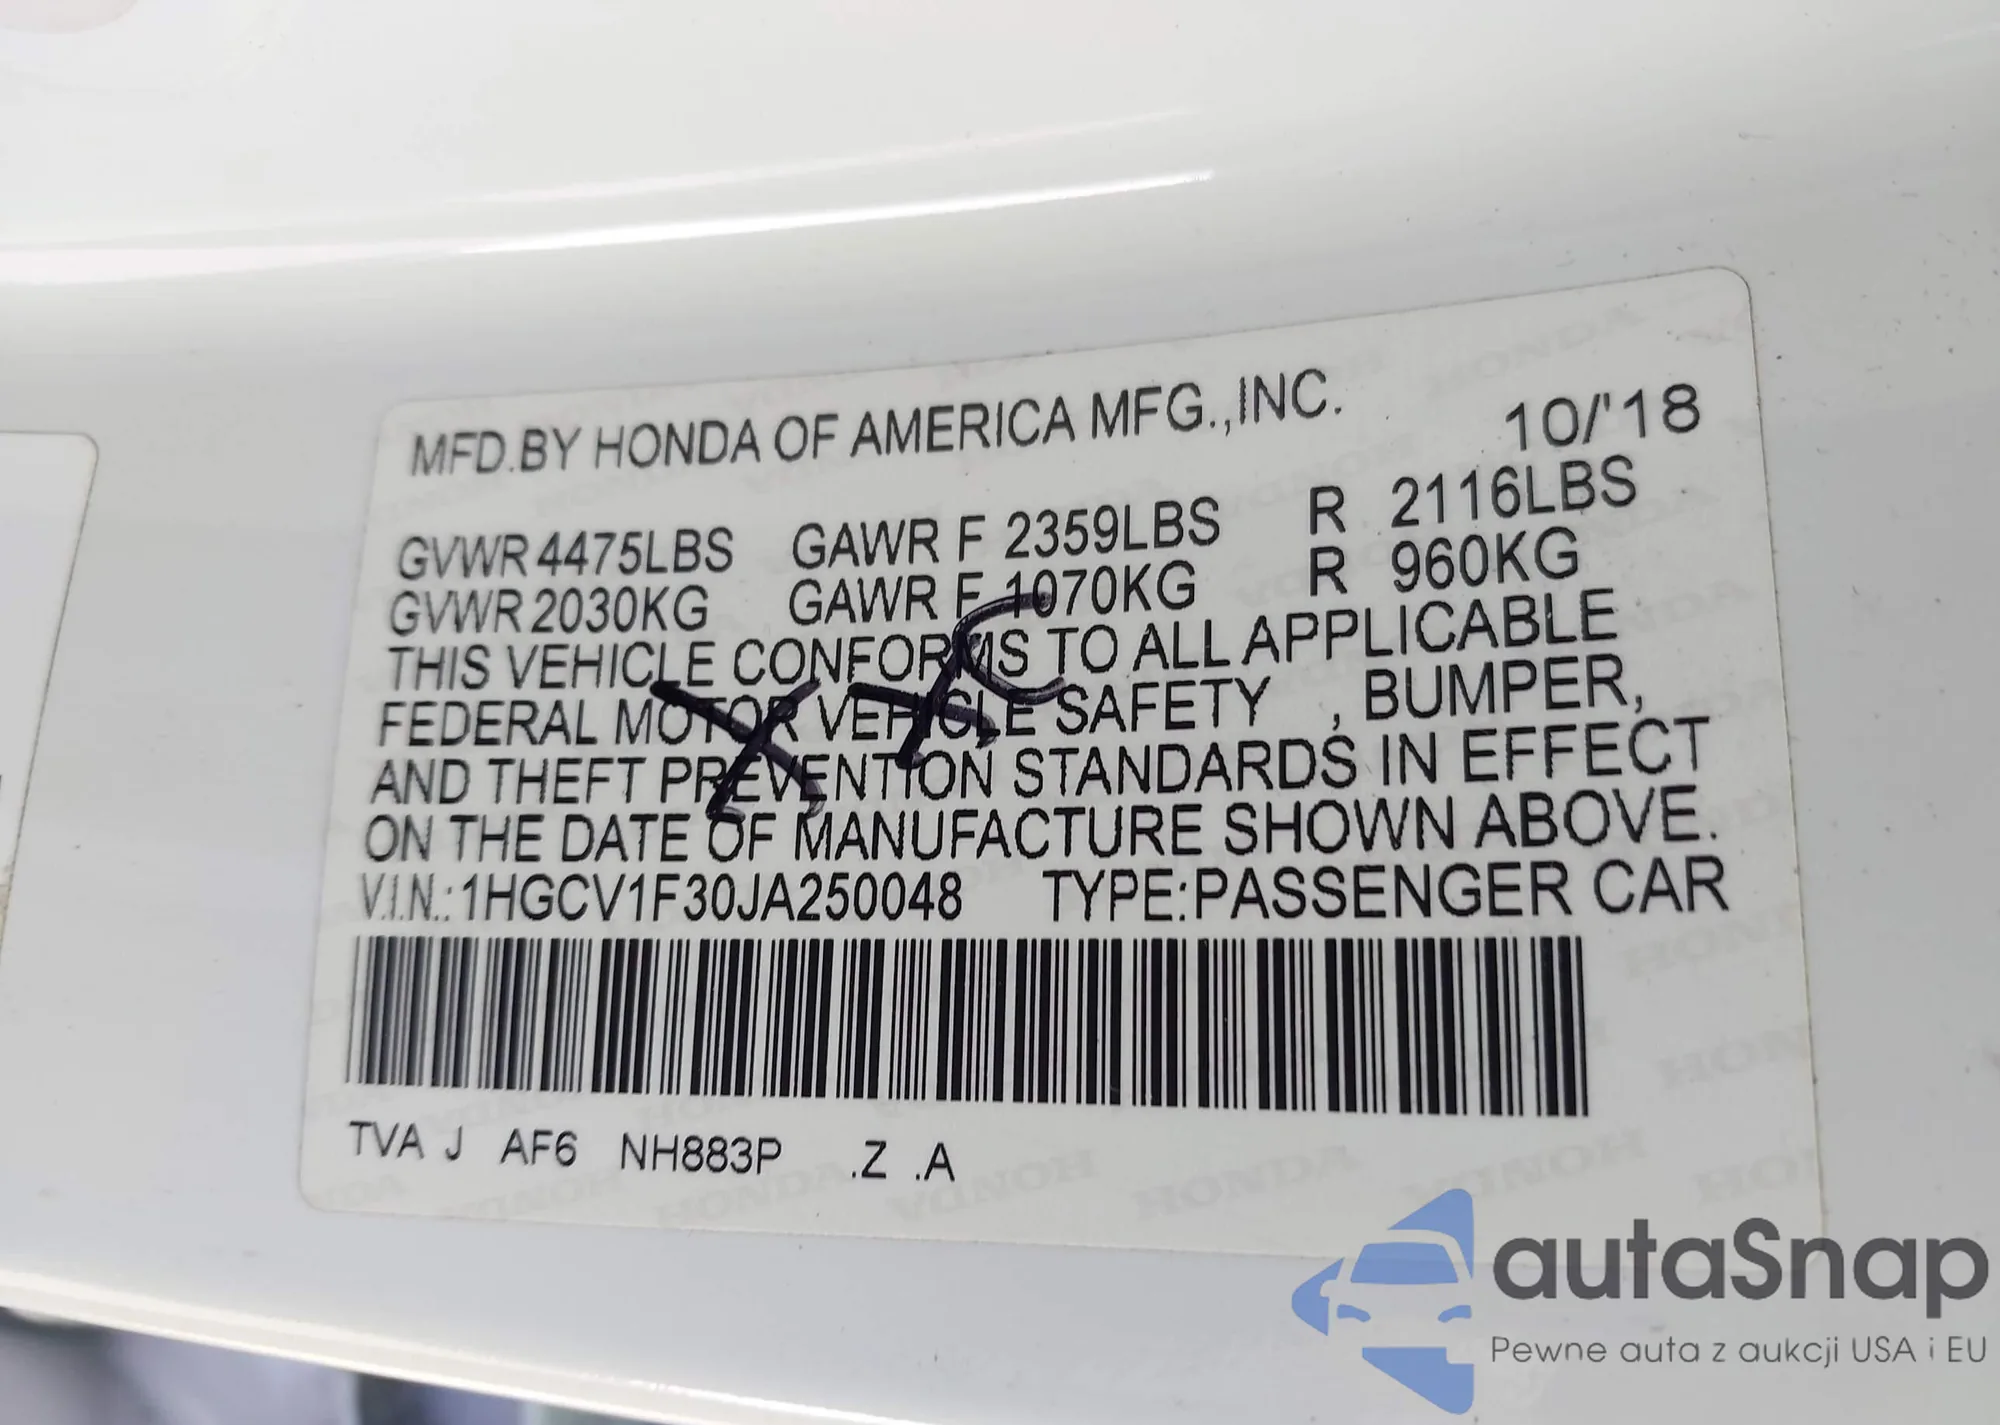 MFD.BY HONDA OF AMERICA MFG.,INC. 10/'18
GVWR 4475LBS GAWR F 2359LBS R 2116LBS
GVWR 2030KG GAWR F 1070KG R 960KG
THIS VEHICLE CONFORMS TO ALL APPLICABLE
FEDERAL MOTOR VEHICLE SAFETY , BUMPER,
AND THEFT PREVENTION STANDARDS IN EFFECT
ON THE DATE OF MANUFACTURE SHOWN ABOVE.
V.I.N.:1HGCV1F30JA250048 TYPE:PASSENGER CAR
TVA J AF6 NH883P .Z .A
autaSnap
Pewne auta z aukcji USA i EU